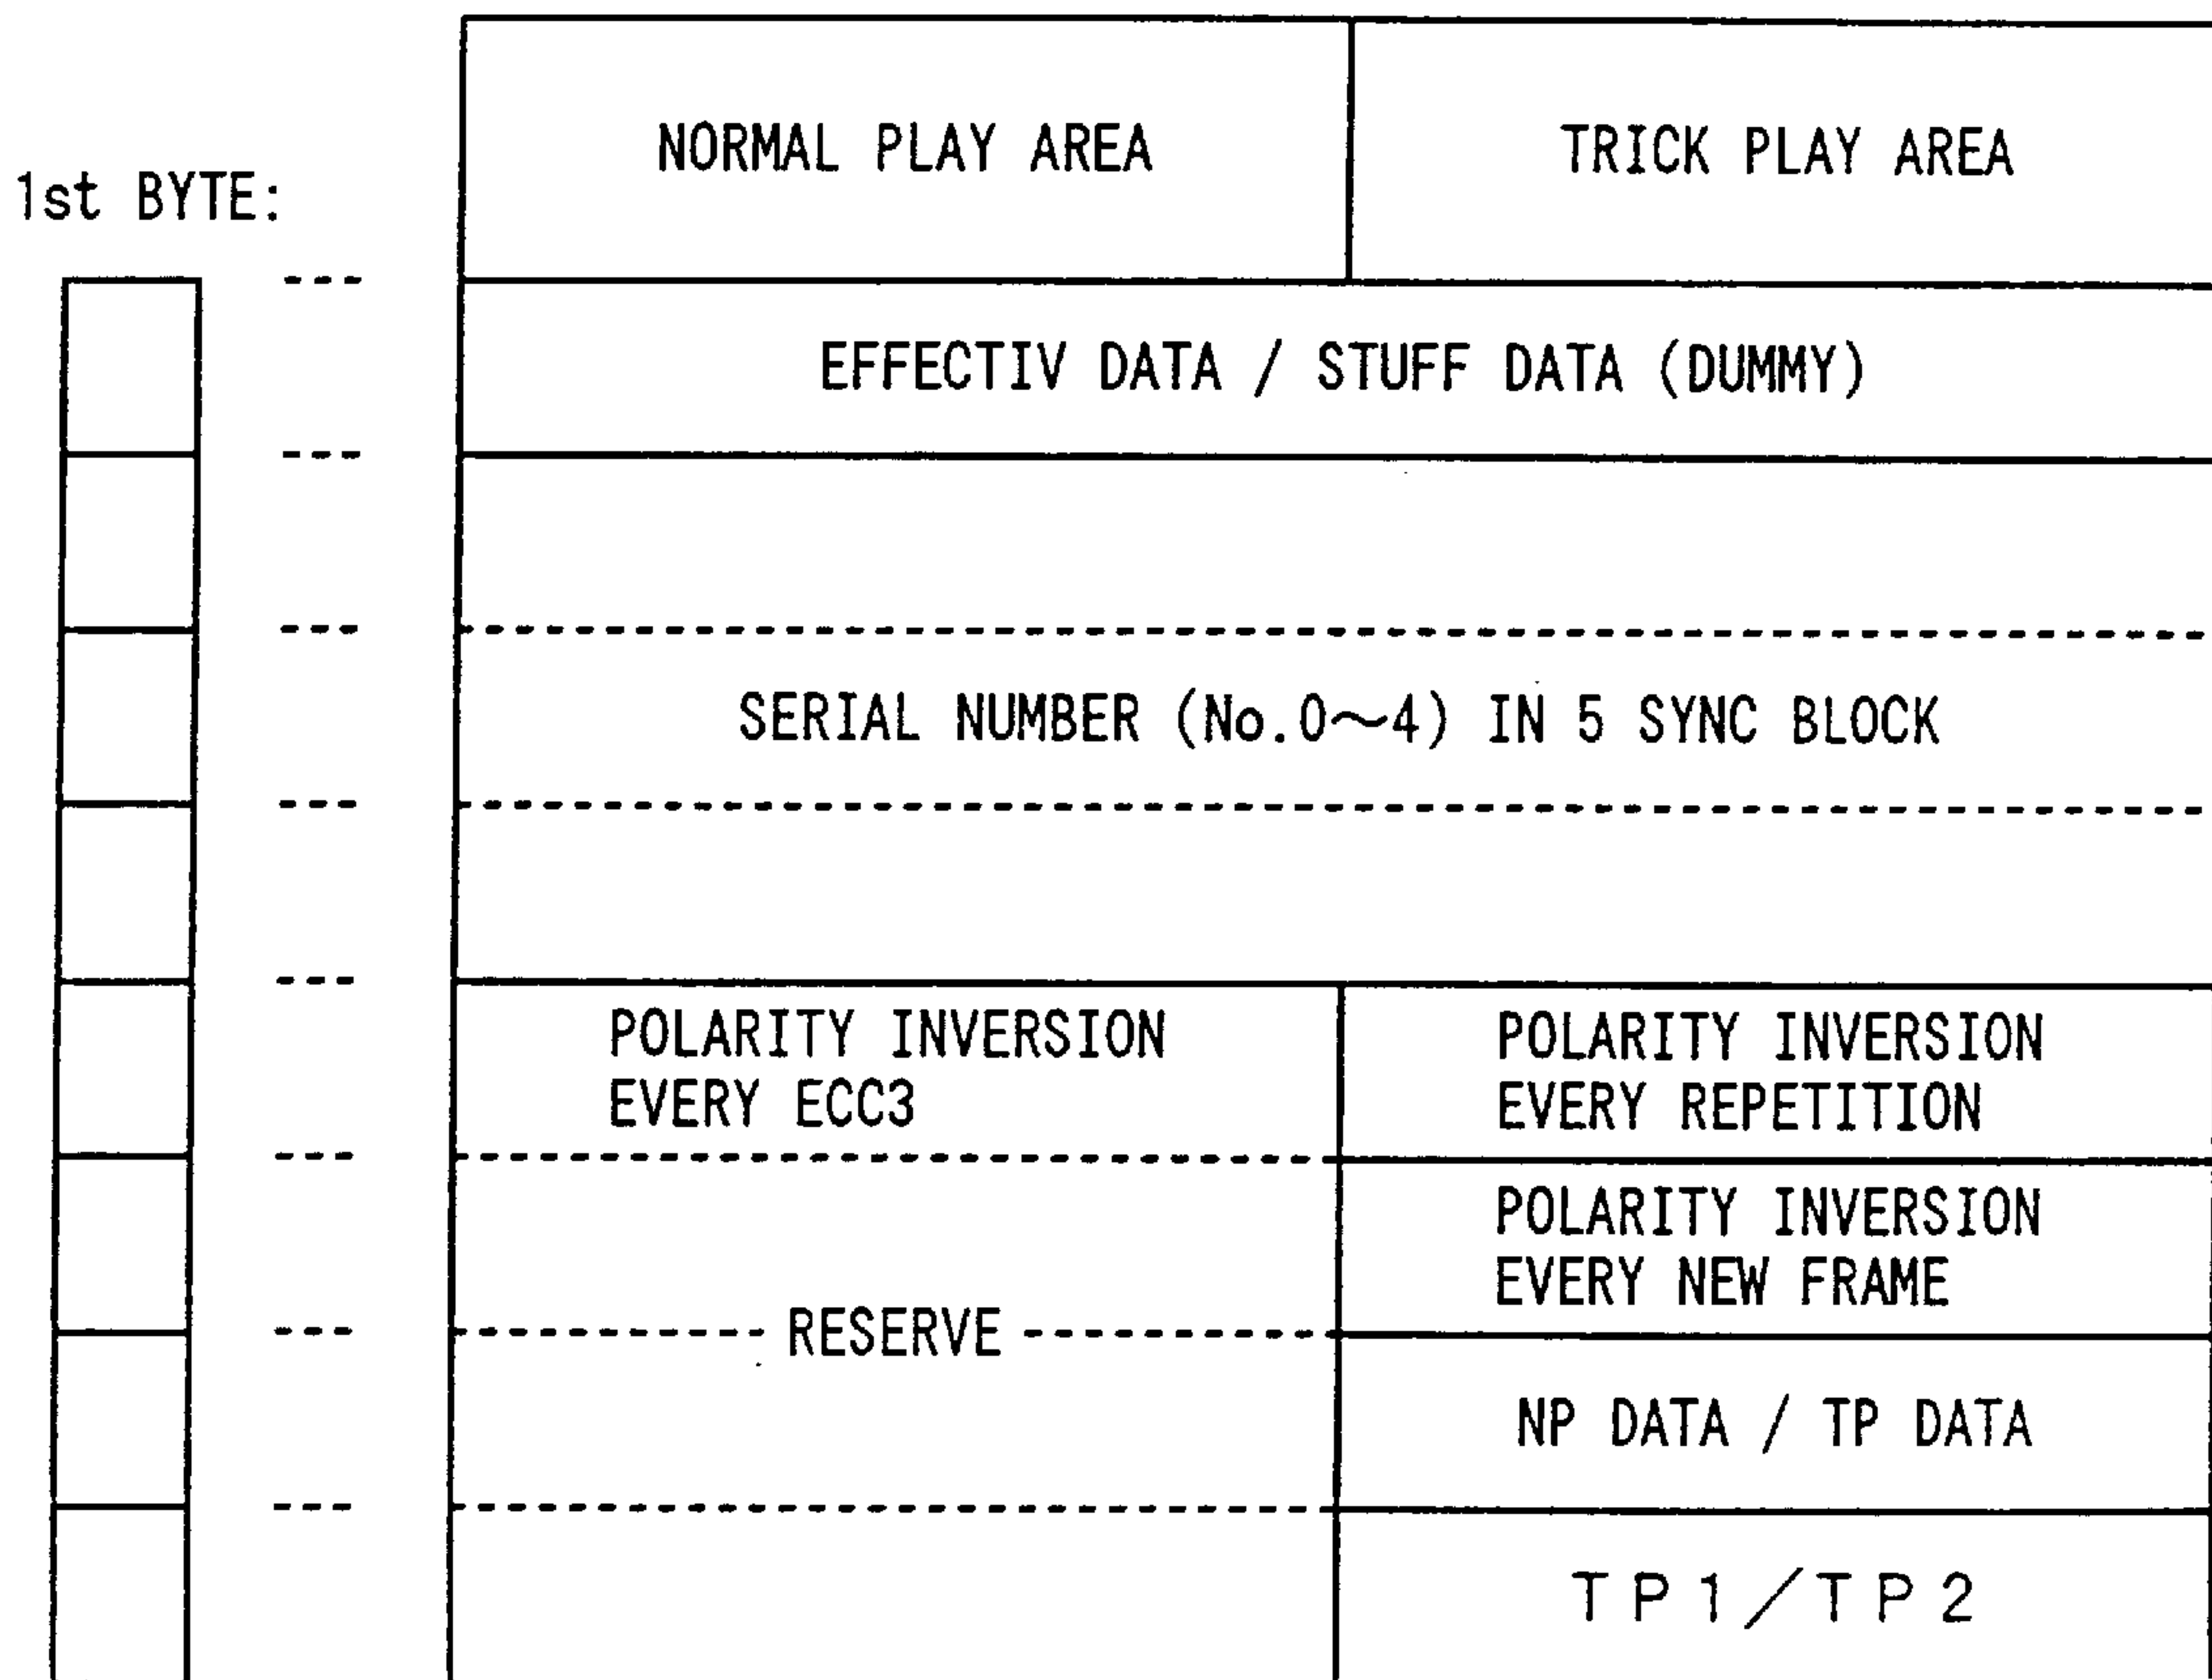 NORMAL PLAY AREA
TRICK PLAY AREA
1st BYTE:
EFFECTIV DATA / STUFF DATA (DUMMY)
SERIAL NUMBER (No.0～4) IN 5 SYNC BLOCK
POLARITY INVERSION
EVERY ECC3
POLARITY INVERSION
EVERY REPETITION
POLARITY INVERSION
EVERY NEW FRAME
RESERVE
NP DATA / TP DATA
TP1/TP2